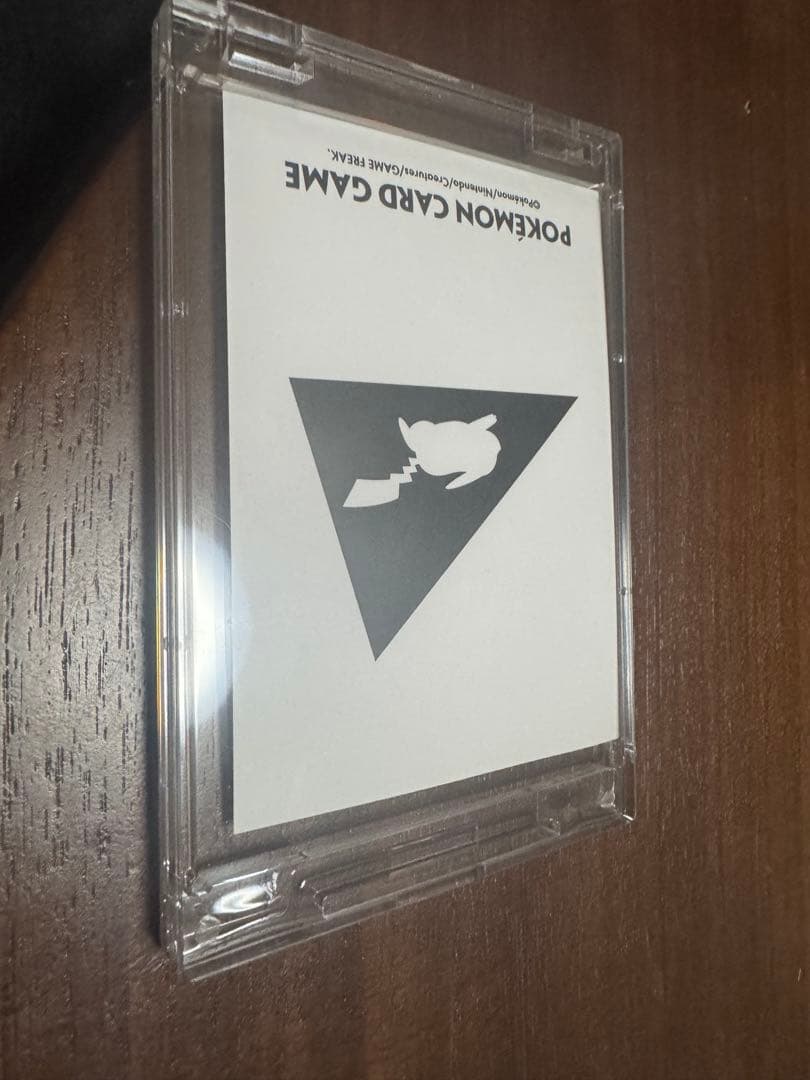 POKÉMON CARD GAME
©Pokémon/Nintendo/Creatures/GAME FREAK.